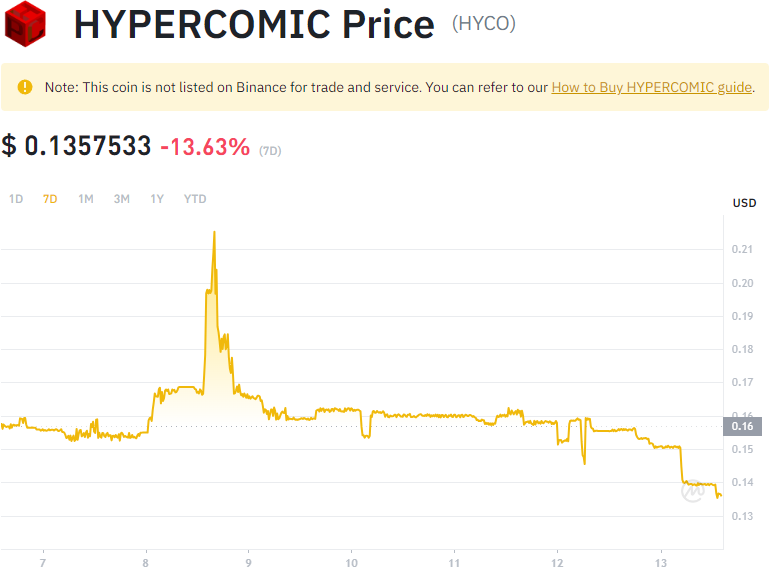 HYPERCOMIC Price (HYCO)
Note: This coin is not listed on Binance for trade and service. You can refer to our How to Buy HYPERCOMIC guide.
$ 0.1357533 -13.63% (7D)
1D 7D 1M 3M 1Y YTD
USD
0.21
0.20
0.19
0.18
0.17
0.16
0.16
0.15
0.14
0.13
7 8 9 10 11 12 13